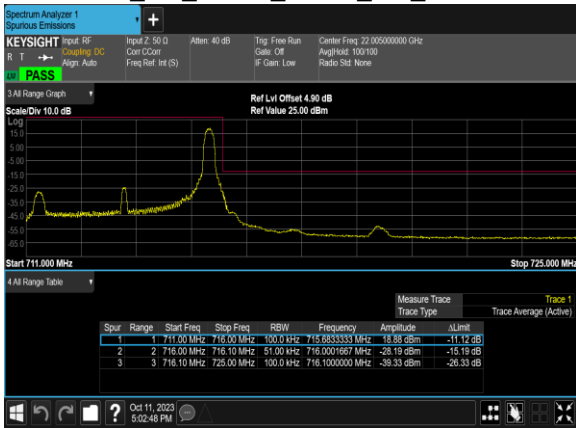 Spectrum Analyzer 1
Spurious Emissions
+
KEYSIGHT Input: RF Input Z: 50 Ω Atten: 40 dB Trig: Free Run Center Freq: 22.005000000 GHz
R T Coupling: DC Corr CCorr Gate: Off Avg|Hold: 100/100
Align: Auto Freq Ref: Int (S) IF Gain: Low Radio Std: None
PASS
3 All Range Graph
Ref Lvl Offset 4.90 dB
Scale/Div 10.0 dB Ref Value 25.00 dBm
Log
15.0
5.00
-5.00
-15.0
-25.0
-35.0
-45.0
-55.0
-65.0
Start 711.000 MHz Stop 725.000 MHz
4 All Range Table
Measure Trace Trace 1
Trace Type Trace Average (Active)
Spur Range Start Freq Stop Freq RBW Frequency Amplitude ΔLimit
1 1 711.00 MHz 716.00 MHz 100.0 kHz 715.6833333 MHz 18.88 dBm -11.12 dB
2 2 716.00 MHz 716.10 MHz 51.00 kHz 716.0001667 MHz -28.19 dBm -15.19 dB
3 3 716.10 MHz 725.00 MHz 100.0 kHz 716.1000000 MHz -39.33 dBm -26.33 dB
? Oct 11, 2023
5:02:48 PM